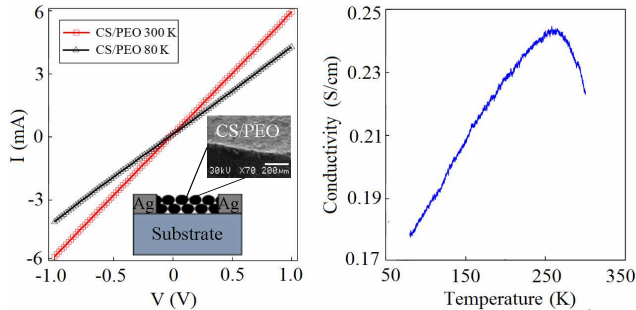 6
CS/PEO 300 K
CS/PEO 80 K
3
I (mA)
0
CS/PEO
30kV X70 200μm
-3
Ag Ag
Substrate
-6
-1.0 -0.5 0 0.5 1.0
V (V)
0.25
0.23
Conductivity (S/cm)
0.21
0.19
0.17
50 150 250 350
Temperature (K)